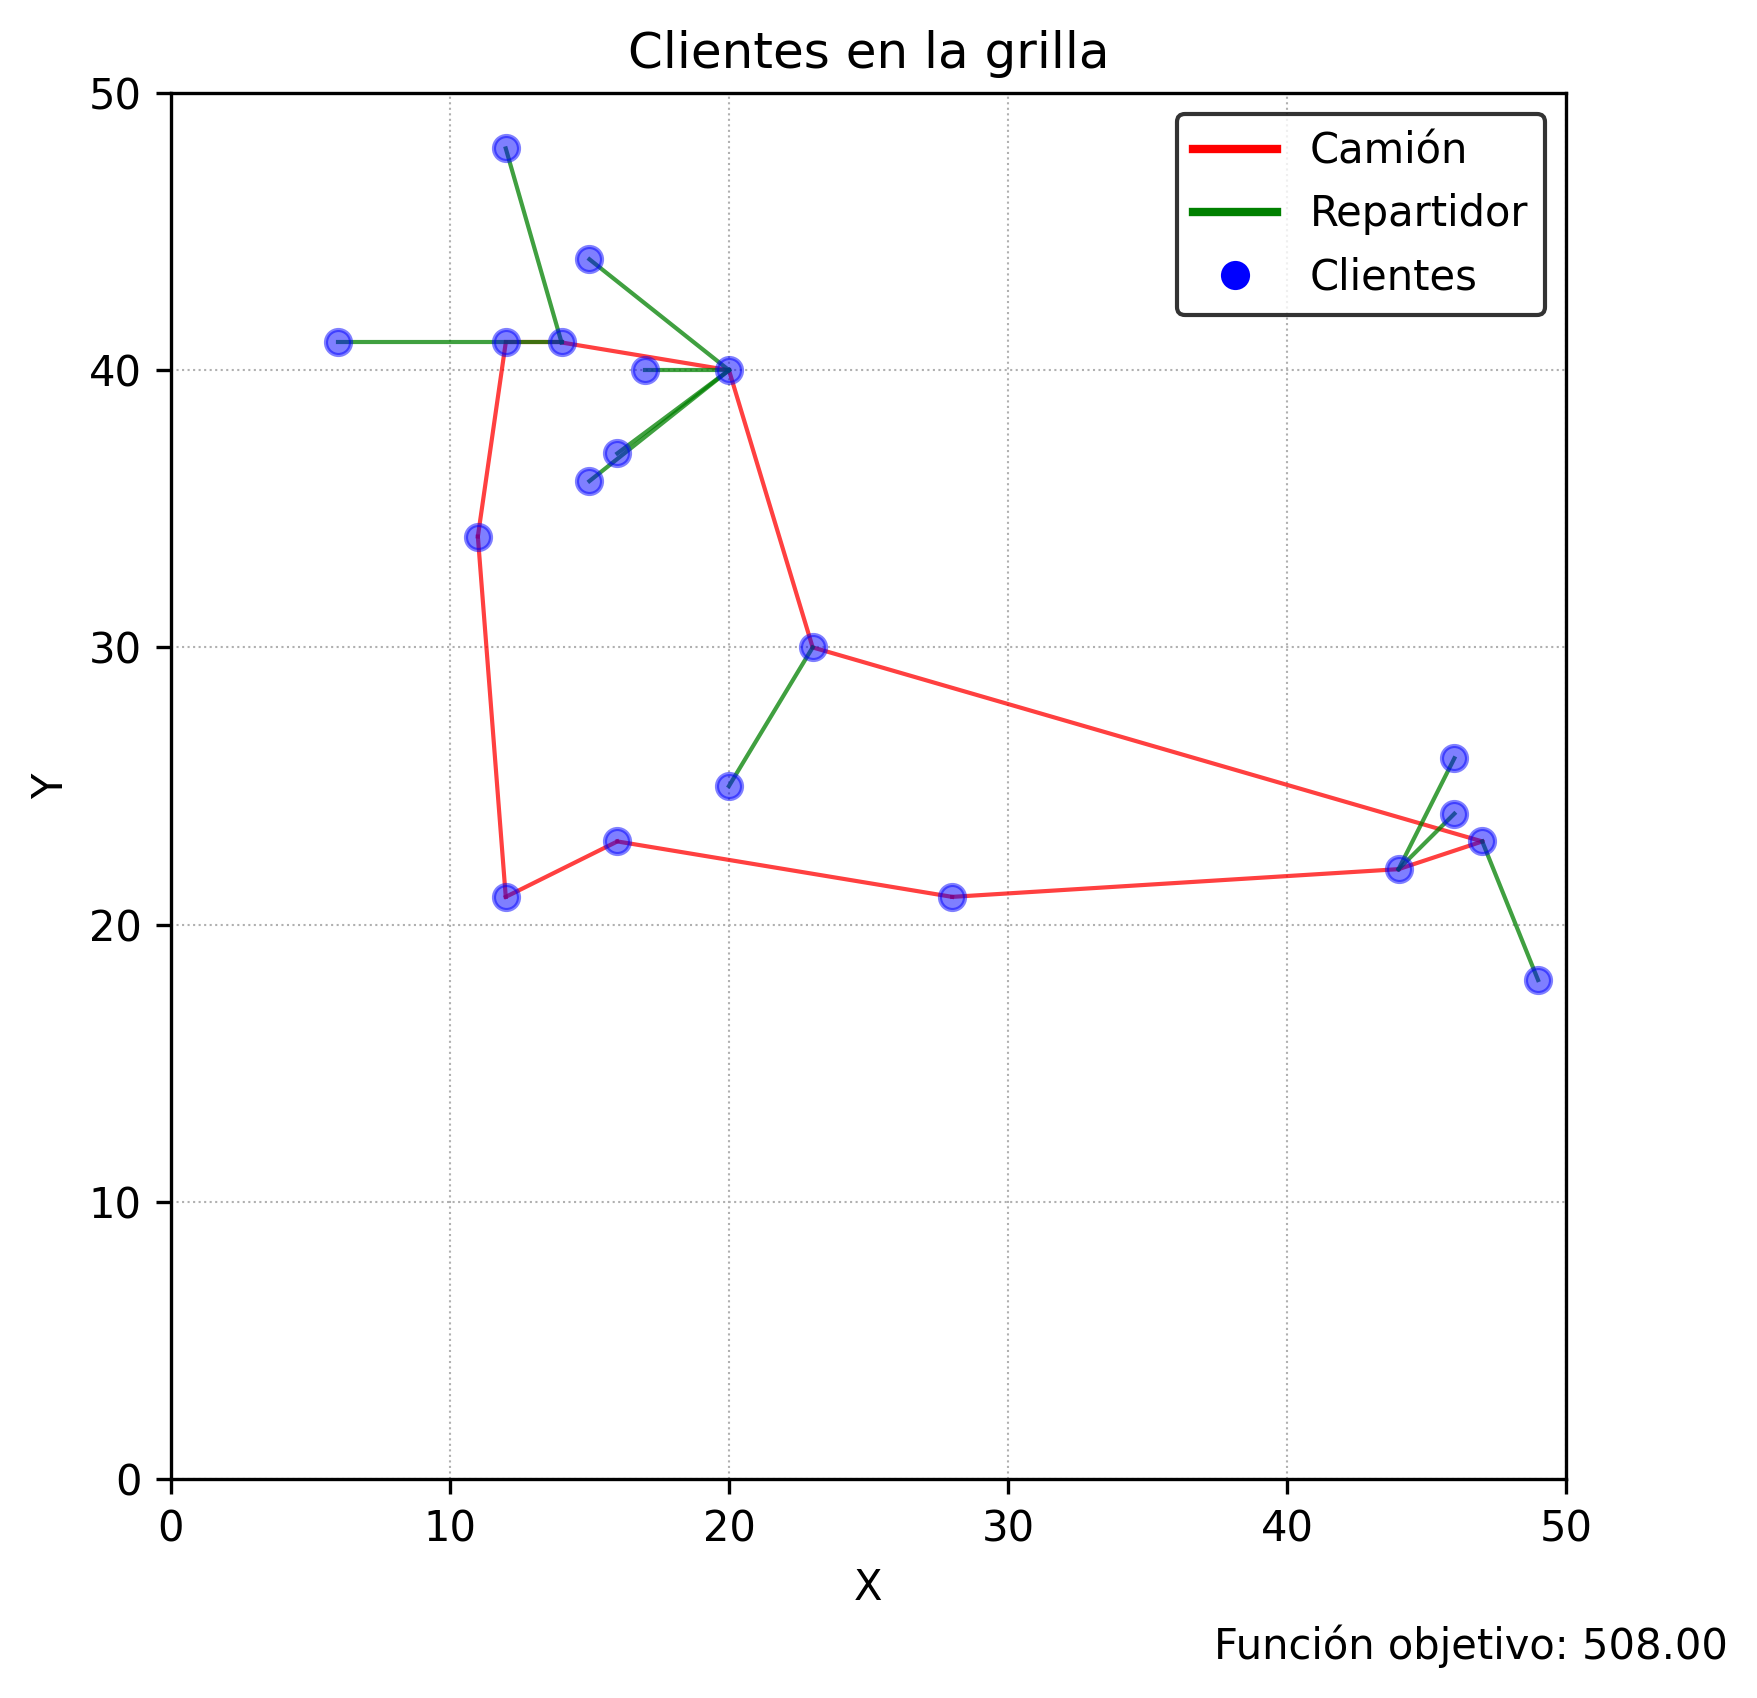 Clientes en la grilla
Camión
Repartidor
Clientes
50
40
30
20
10
0
Y
0 10 20 30 40 50
X
Función objetivo: 508.00